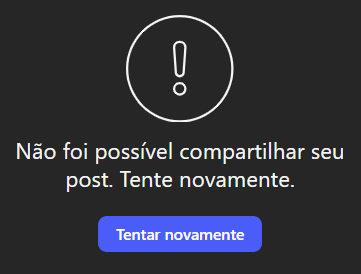 Não foi possível compartilhar seu
post. Tente novamente.
Tentar novamente